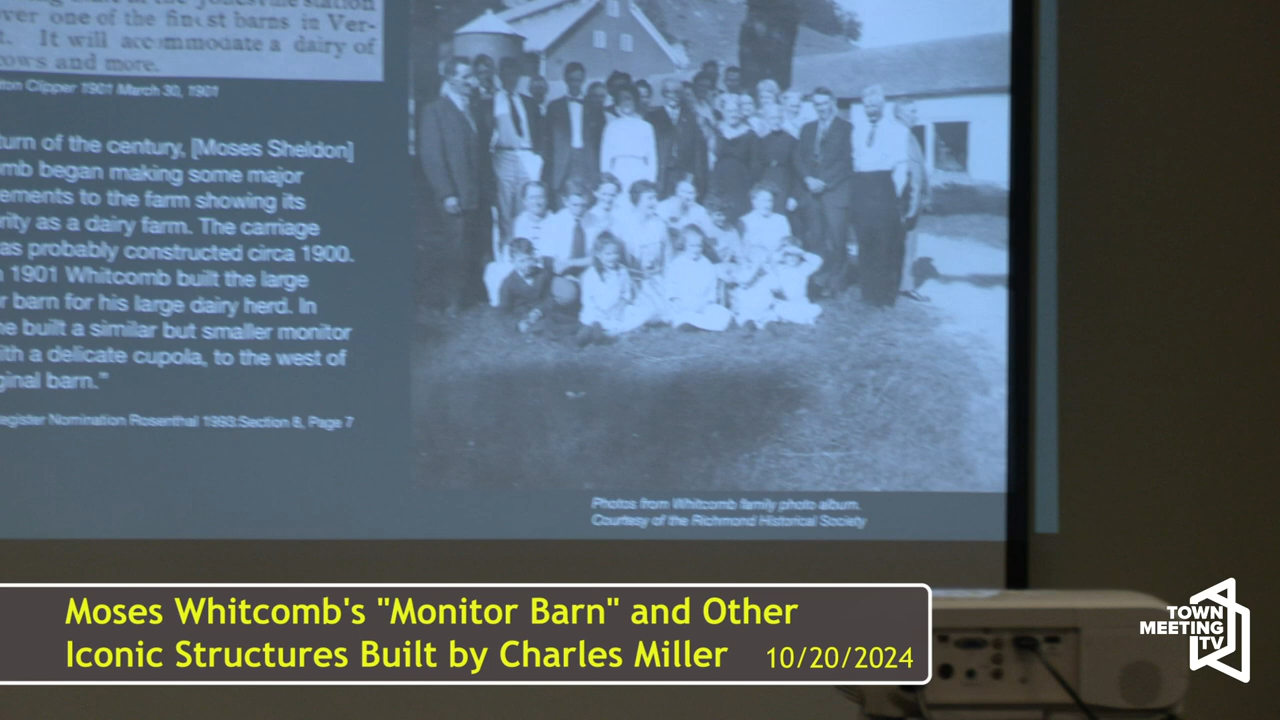 the Jonesville station
over one of the finest barns in Ver-
t. It will accommodate a dairy of
cows and more.
ton Clipper 1901 March 30, 1901
turn of the century, [Moses Sheldon]
omb began making some major
ements to the farm showing its
rity as a dairy farm. The carriage
as probably constructed circa 1900.
n 1901 Whitcomb built the large
r barn for his large dairy herd. In
he built a similar but smaller monitor
ith a delicate cupola, to the west of
ginal barn."
egister Nomination Rosenthal 1993:Section 8, Page 7
Photos from Whitcomb family photo album.
Courtesy of the Richmond Historical Society
Moses Whitcomb's "Monitor Barn" and Other
Iconic Structures Built by Charles Miller 10/20/2024
TOWN
MEETING
TV